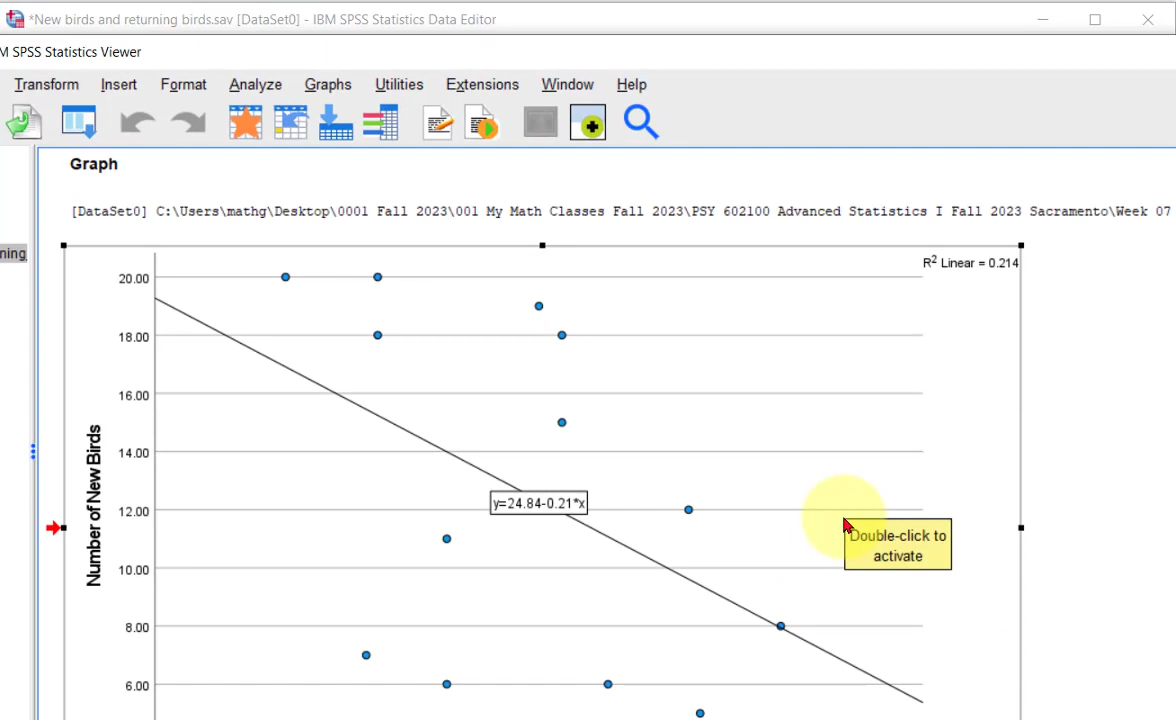 *New birds and returning birds.sav [DataSet0] - IBM SPSS Statistics Data Editor
M SPSS Statistics Viewer
Transform Insert Format Analyze Graphs Utilities Extensions Window Help
Graph
[DataSet0] C:\Users\mathg\Desktop\0001 Fall 2023\001 My Math Classes Fall 2023\PSY 602100 Advanced Statistics I Fall 2023 Sacramento\Week 07
ning
R² Linear = 0.214
20.00
18.00
16.00
14.00
12.00
10.00
8.00
6.00
Number of New Birds
y=24.84-0.21*x
Double-click to
activate